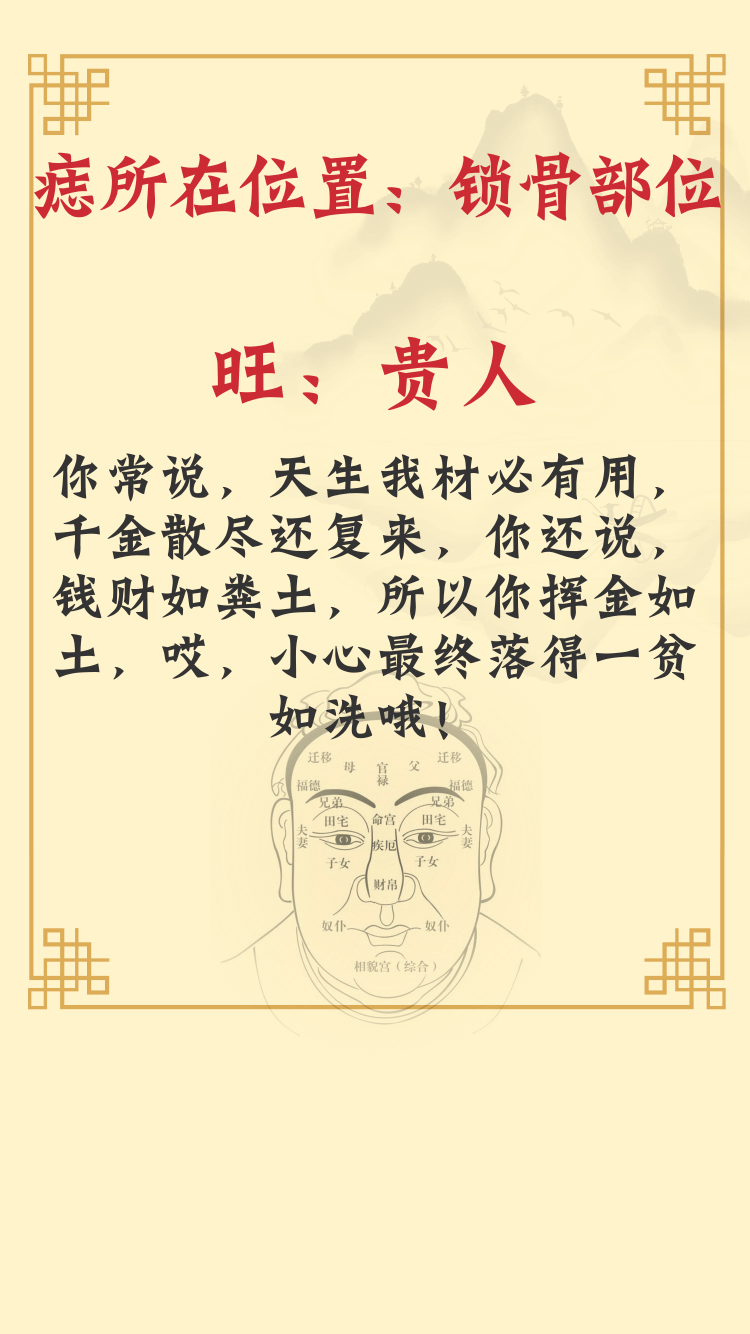 痣所在位置：锁骨部位
旺：贵人
你常说，天生我材必有用，
千金散尽还复来，你还说，
钱财如粪土，所以你挥金如
土，哎，小心最终落得一贫
如洗哦！
迁移 母 官禄 父 迁移
福德 福德
兄弟 兄弟
田宅 命宫 田宅
夫妻 疾厄 夫妻
子女 子女
财帛
奴仆 奴仆
相貌宫（综合）